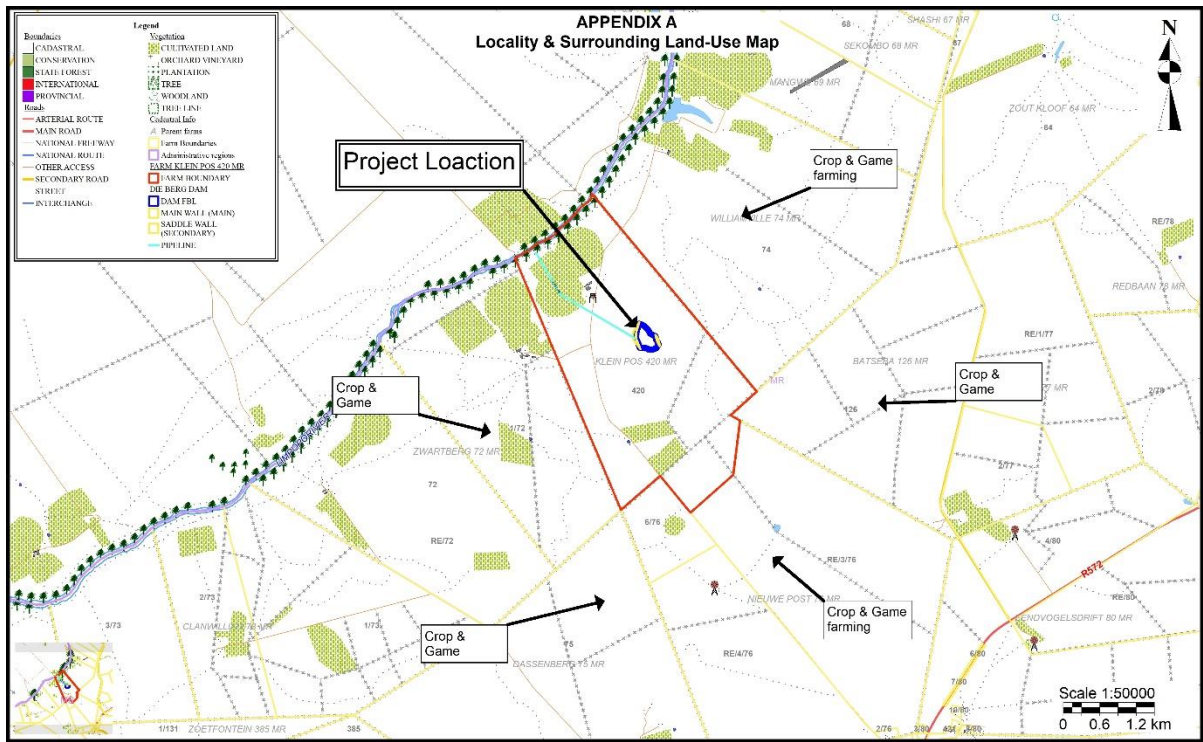 APPENDIX A
Locality & Surrounding Land-Use Map
Legend
Boundaries
CADASTRAL
CONSERVATION
STATE FOREST
INTERNATIONAL
PROVINCIAL
Roads
ARTERIAL ROUTE
MAIN ROAD
NATIONAL FREEWAY
NATIONAL ROUTE
OTHER ACCESS
SECONDARY ROAD
STREET
INTERCHANGE
Vegetation
CULTIVATED LAND
ORCHARD VINEYARD
PLANTATION
TREE
WOODLAND
TREE LINE
Cadastral Info
Parent farms
Farm Boundaries
Administrative regions
FARM KLEIN POS 420 MR
FARM BOUNDARY
DIE BERG DAM
DAM FBL
MAIN WALL (MAIN)
SADDLE WALL
(SECONDARY)
PIPELINE
N
68
SHASHI 67 MR
SEKOMBO 68 MR
67
MANGWE 69 MR
ZOUT KLOOF 64 MR
64
Project Loaction
Crop & Game
farming
74
RE/78
REDBAAN 78 MR
RE/1/77
KLEIN POS 420 MR
BATSEBA 126 MR
420
MR
Crop &
Game
Crop &
Game
126
2/78
1/72
ZWARTBERG 72 MR
72
2/77
6/76
4/80
RE/72
RE/3/76
R572
RE/80
2/73
Crop & Game
farming
3/73
1/73
Crop &
Game
75
DASSENBERG 75 MR
RE/4/76
6/80
7/80
Scale 1:50000
0 0.6 1.2 km
1/131
ZOETFONTEIN 385 MR
385
2/76
3/80